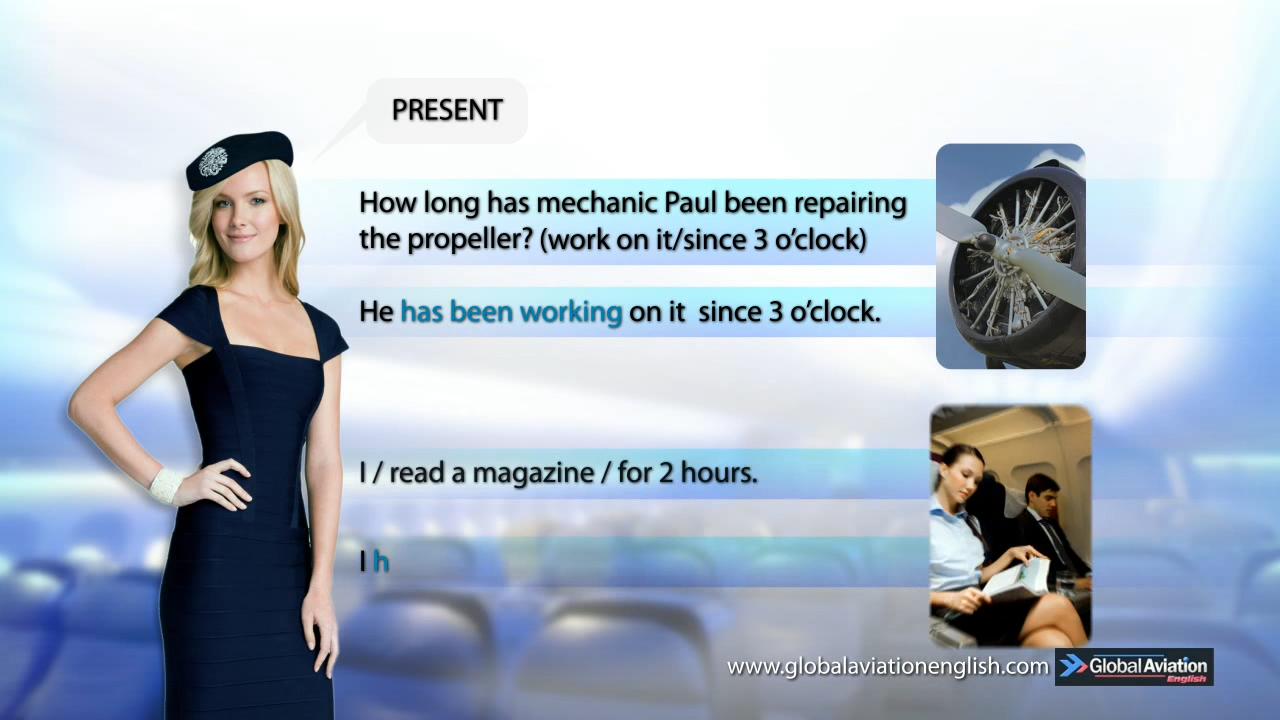 PRESENT
How long has mechanic Paul been repairing
the propeller? (work on it/since 3 o'clock)
He has been working on it since 3 o'clock.
I / read a magazine / for 2 hours.
I h
www.globalaviationenglish.com Global Aviation
English